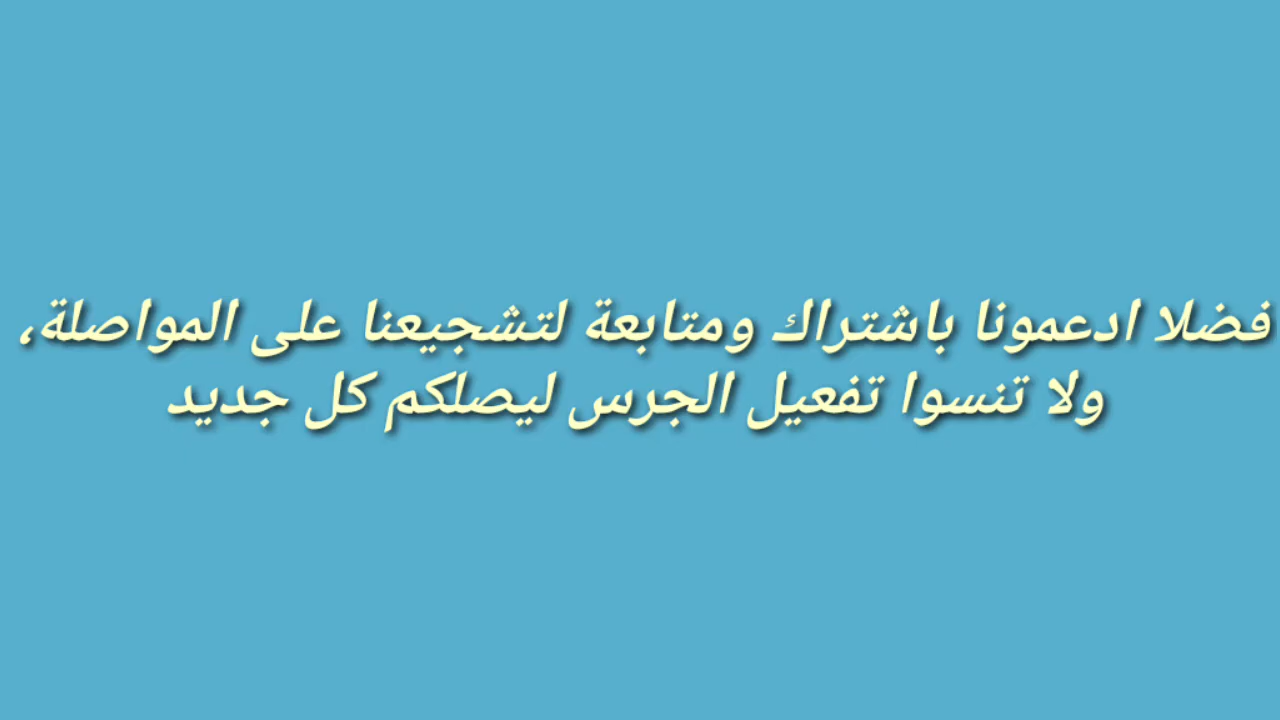 فضلا ادعمونا باشتراك ومتابعة لتشجيعنا على المواصلة،
ولا تنسوا تفعيل الجرس ليصلكم كل جديد